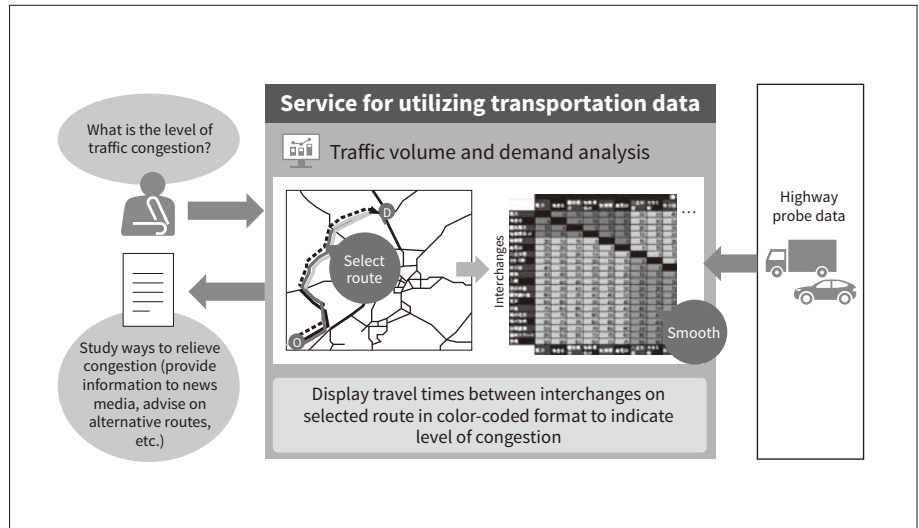 What is the level of
traffic congestion?
Study ways to relieve
congestion (provide
information to news
media, advise on
alternative routes,
etc.)
Service for utilizing transportation data
Traffic volume and demand analysis
D
Select
route
O
Interchanges
...
Smooth
Display travel times between interchanges on
selected route in color-coded format to indicate
level of congestion
Highway
probe data